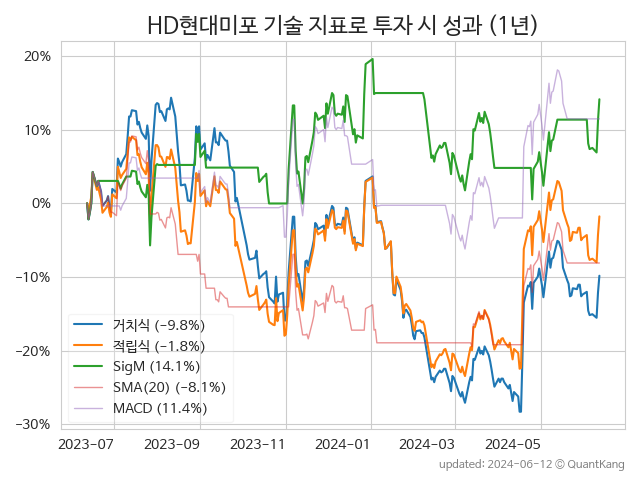 HD현대미포 기술 지표로 투자 시 성과 (1년)
20%
10%
0%
−10%
−20%
−30%
거치식 (−9.8%)
적립식 (−1.8%)
SigM (14.1%)
SMA(20) (−8.1%)
MACD (11.4%)
2023-07
2023-09
2023-11
2024-01
2024-03
2024-05
updated: 2024-06-12 © QuantKang